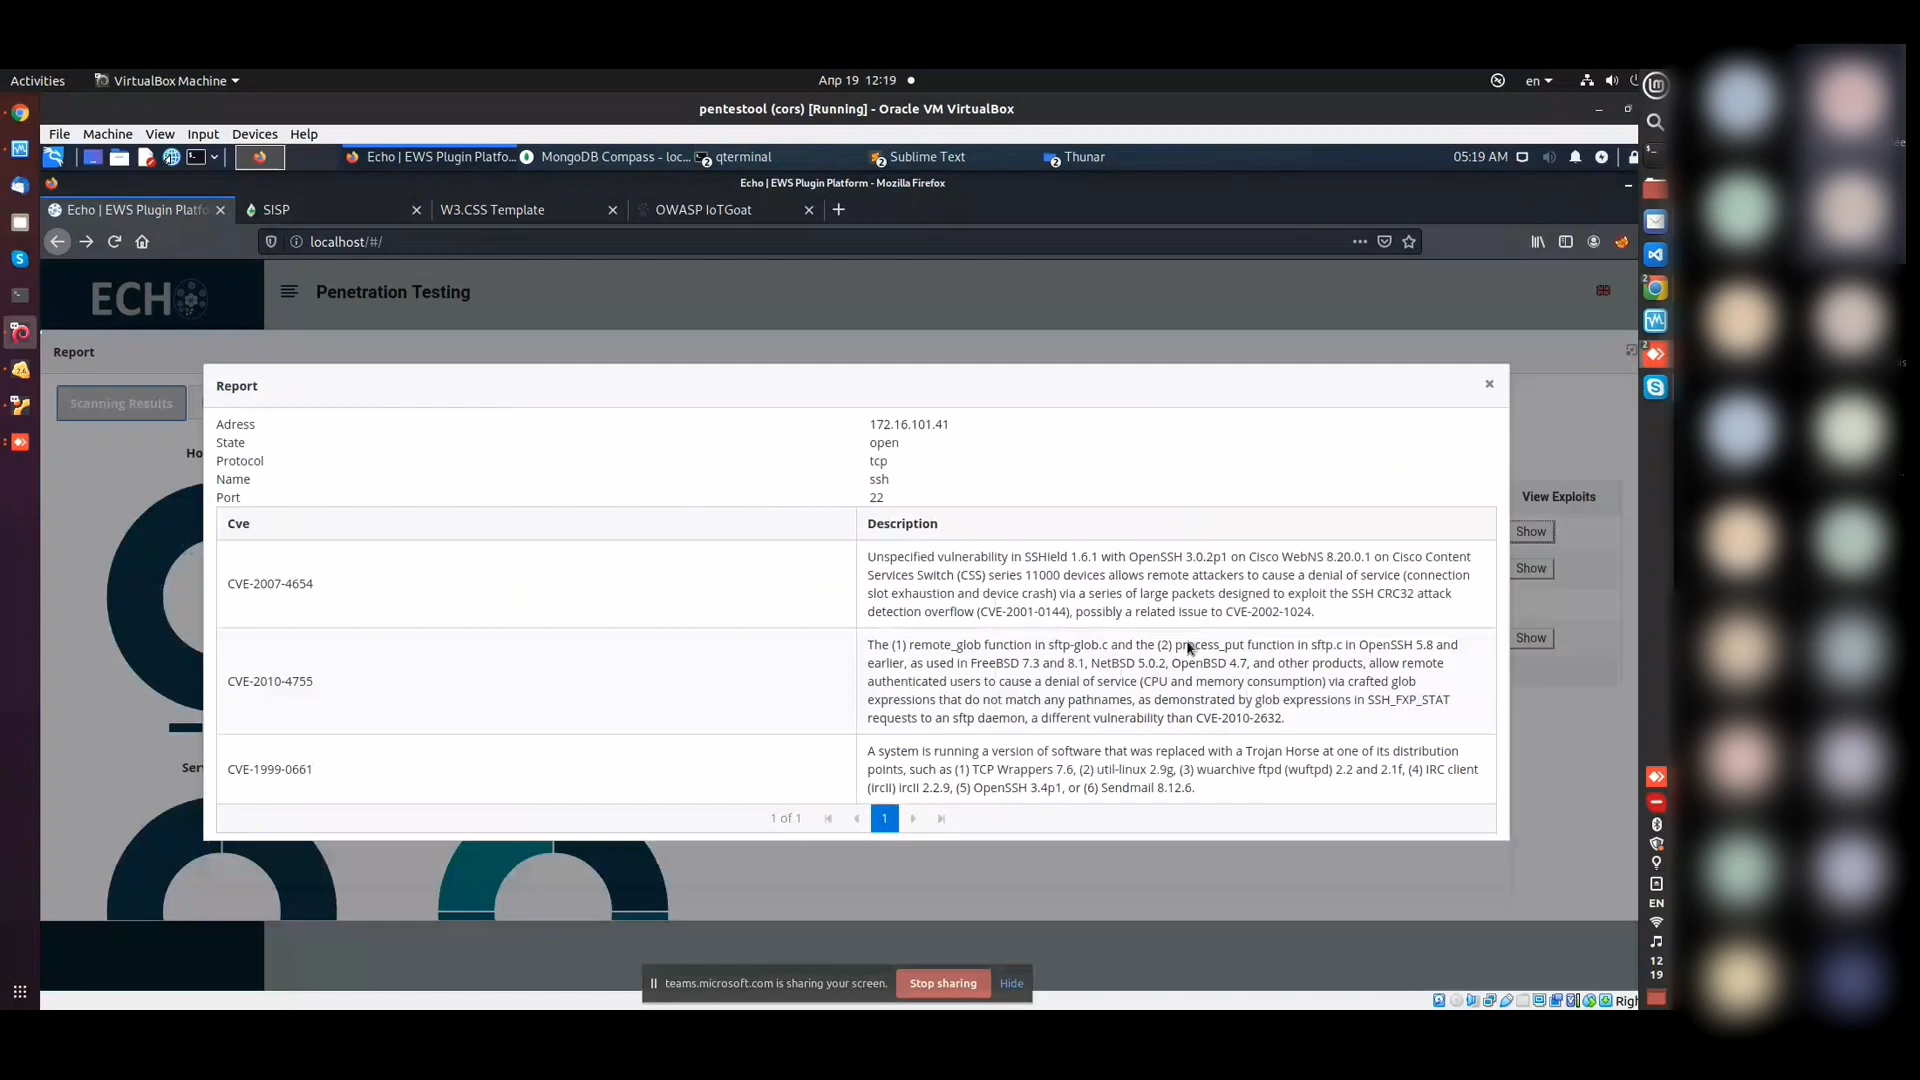 Activities
VirtualBox Machine
Апр 19 12:19
en
pentestool (cors) [Running] - Oracle VM VirtualBox
File Machine View Input Devices Help
Echo | EWS Plugin Platfo...
MongoDB Compass - loc...
qterminal
Sublime Text
Thunar
05:19 AM
Echo | EWS Plugin Platform - Mozilla Firefox
Echo | EWS Plugin Platfo
SISP
W3.CSS Template
OWASP IoTGoat
localhost/#/
ECHO
Penetration Testing
Report
Scanning Results
Ho
Report
Adress 172.16.101.41
State open
Protocol tcp
Name ssh
Port 22
View Exploits
Show
Show
Show
Cve Description
CVE-2007-4654
Unspecified vulnerability in SSHield 1.6.1 with OpenSSH 3.0.2p1 on Cisco WebNS 8.20.0.1 on Cisco Content
Services Switch (CSS) series 11000 devices allows remote attackers to cause a denial of service (connection
slot exhaustion and device crash) via a series of large packets designed to exploit the SSH CRC32 attack
detection overflow (CVE-2001-0144), possibly a related issue to CVE-2002-1024.
CVE-2010-4755
The (1) remote_glob function in sftp-glob.c and the (2) process_put function in sftp.c in OpenSSH 5.8 and
earlier, as used in FreeBSD 7.3 and 8.1, NetBSD 5.0.2, OpenBSD 4.7, and other products, allow remote
authenticated users to cause a denial of service (CPU and memory consumption) via crafted glob
expressions that do not match any pathnames, as demonstrated by glob expressions in SSH_FXP_STAT
requests to an sftp daemon, a different vulnerability than CVE-2010-2632.
CVE-1999-0661
A system is running a version of software that was replaced with a Trojan Horse at one of its distribution
points, such as (1) TCP Wrappers 7.6, (2) util-linux 2.9g, (3) wuarchive ftpd (wuftpd) 2.2 and 2.1f, (4) IRC client
(ircII) ircII 2.2.9, (5) OpenSSH 3.4p1, or (6) Sendmail 8.12.6.
Ser
1 of 1
1
teams.microsoft.com is sharing your screen.
Stop sharing
Hide
Righ
EN
12
19